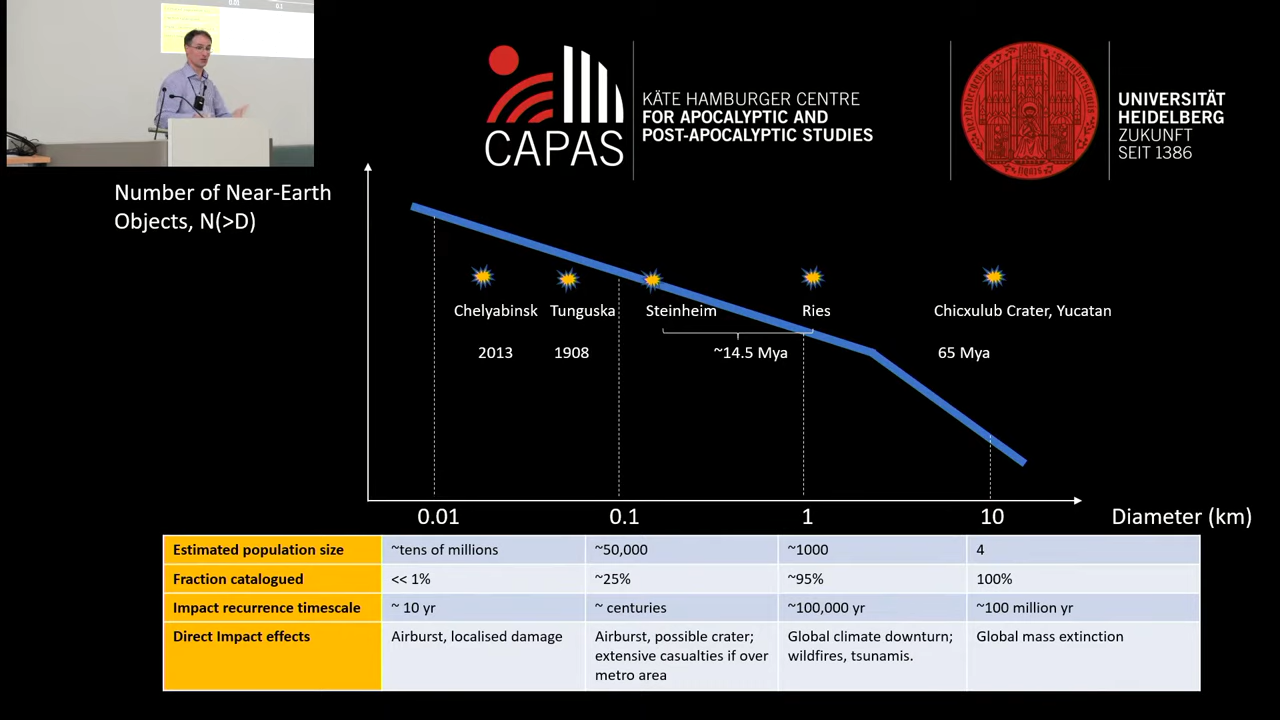 0.01
0.1
CAPAS
KÄTE HAMBURGER CENTRE
FOR APOCALYPTIC AND
POST-APOCALYPTIC STUDIES
UNIVERSITÄT
HEIDELBERG
ZUKUNFT
SEIT 1386
Number of Near-Earth
Objects, N(>D)
Chelyabinsk
Tunguska
Steinheim
Ries
Chicxulub Crater, Yucatan
2013
1908
~14.5 Mya
65 Mya
0.01
0.1
1
10
Diameter (km)
Estimated population size
~tens of millions
~50,000
~1000
4
Fraction catalogued
<< 1%
~25%
~95%
100%
Impact recurrence timescale
~ 10 yr
~ centuries
~100,000 yr
~100 million yr
Direct Impact effects
Airburst, localised damage
Airburst, possible crater;
extensive casualties if over
metro area
Global climate downturn;
wildfires, tsunamis.
Global mass extinction